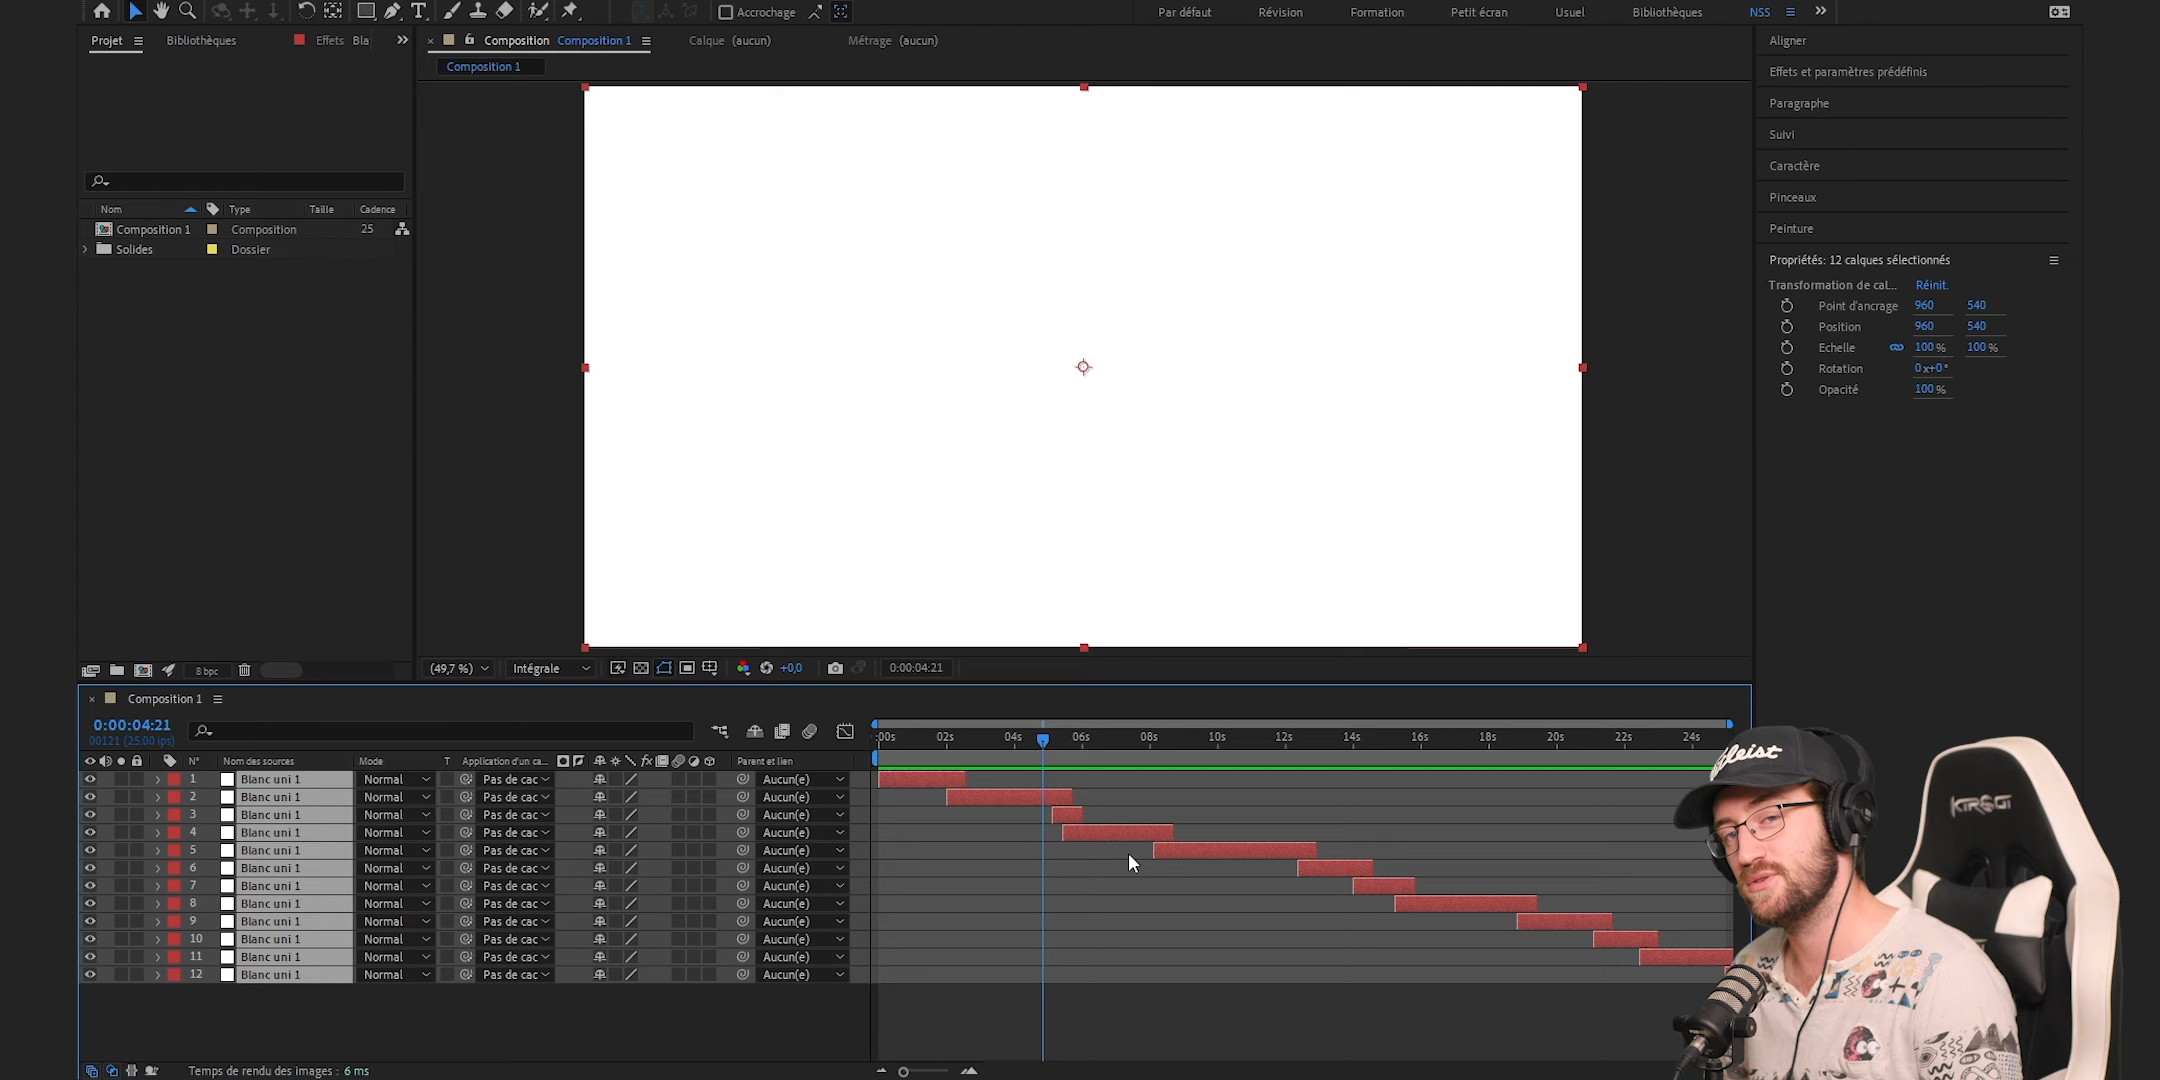 Accrochage
Par défaut
Révision
Formation
Petit écran
Usuel
Bibliothèques
NSS
Projet
Bibliothèques
Effets Bla
Composition Composition 1
Calque (aucun)
Métrage (aucun)
Composition 1
Aligner
Effets et paramètres prédéfinis
Paragraphe
Suivi
Caractère
Pinceaux
Peinture
Nom Type Taille Cadence
Composition 1 Composition 25
Solides Dossier
Propriétés: 12 calques sélectionnés
Transformation de cal... Réinit.
Point d'ancrage 960 540
Position 960 540
Echelle 100 % 100 %
Rotation 0x+0°
Opacité 100 %
8 bpc
(49,7 %) Intégrale +0,0 0:00:04:21
Composition 1
0:00:04:21
00121 (25.00 ips)
:00s 02s 04s 06s 08s 10s 12s 14s 16s 18s 20s 22s 24s
N° Nom des sources Mode T Application d'un ca... fx Parent et lien
1 Blanc uni 1 Normal Pas de cac Aucun(e)
2 Blanc uni 1 Normal Pas de cac Aucun(e)
3 Blanc uni 1 Normal Pas de cac Aucun(e)
4 Blanc uni 1 Normal Pas de cac Aucun(e)
5 Blanc uni 1 Normal Pas de cac Aucun(e)
6 Blanc uni 1 Normal Pas de cac Aucun(e)
7 Blanc uni 1 Normal Pas de cac Aucun(e)
8 Blanc uni 1 Normal Pas de cac Aucun(e)
9 Blanc uni 1 Normal Pas de cac Aucun(e)
10 Blanc uni 1 Normal Pas de cac Aucun(e)
11 Blanc uni 1 Normal Pas de cac Aucun(e)
12 Blanc uni 1 Normal Pas de cac Aucun(e)
Temps de rendu des images : 6 ms